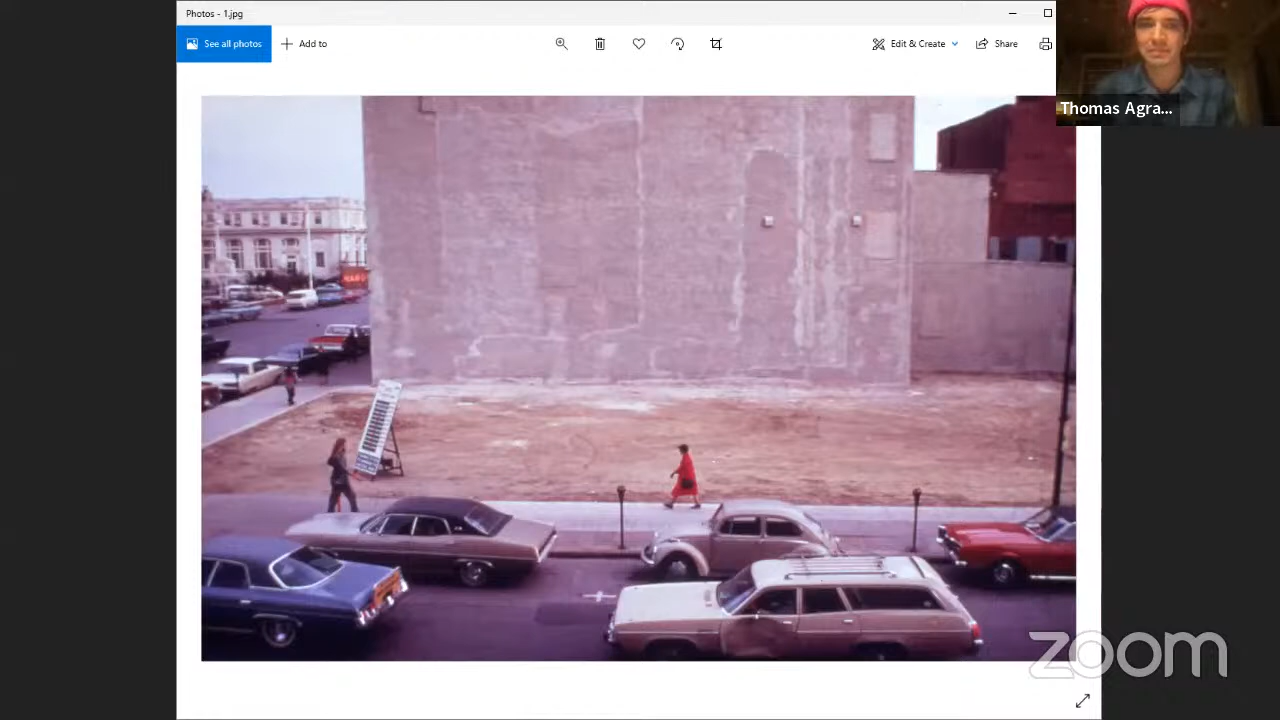 Photos - 1.jpg
See all photos
Add to
Edit & Create
Share
Thomas Agra...
zoom